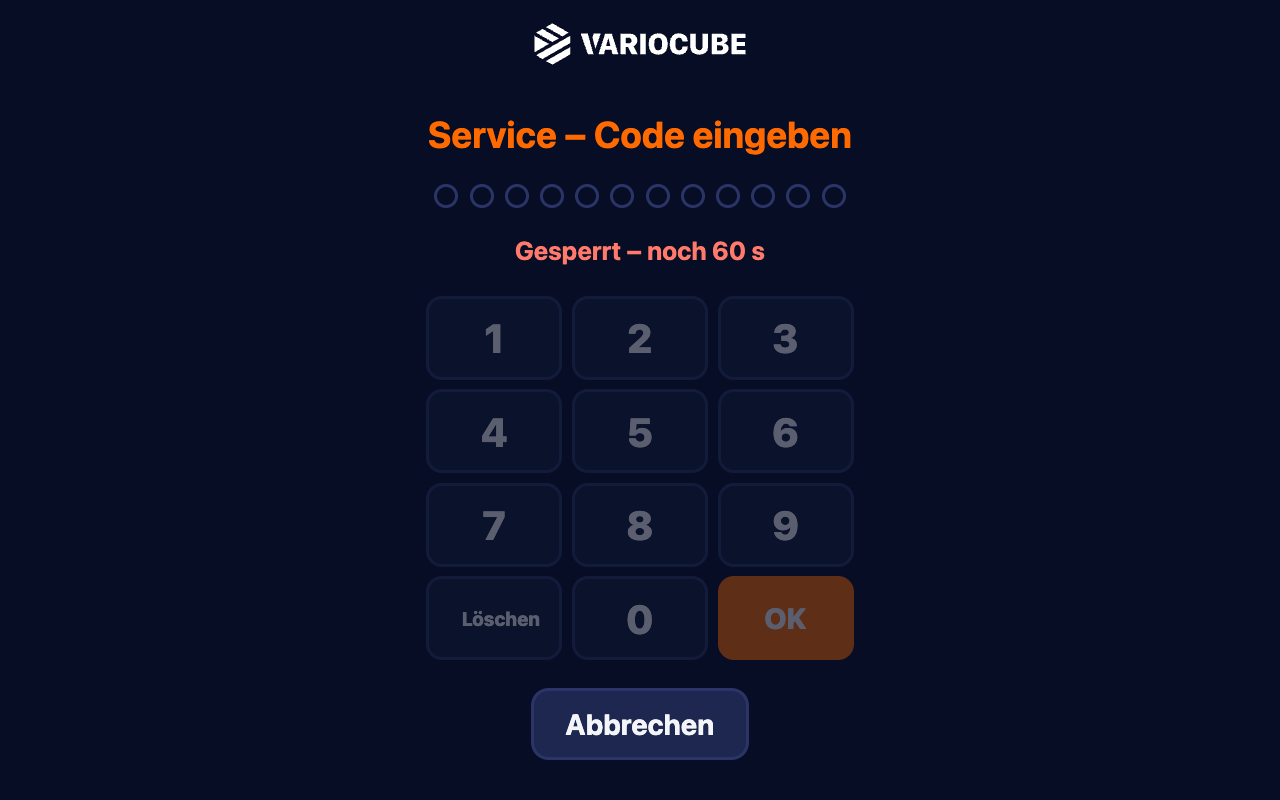 VARIOCUBE
Service – Code eingeben
Gesperrt – noch 60 s
1 2 3
4 5 6
7 8 9
Löschen 0 OK
Abbrechen